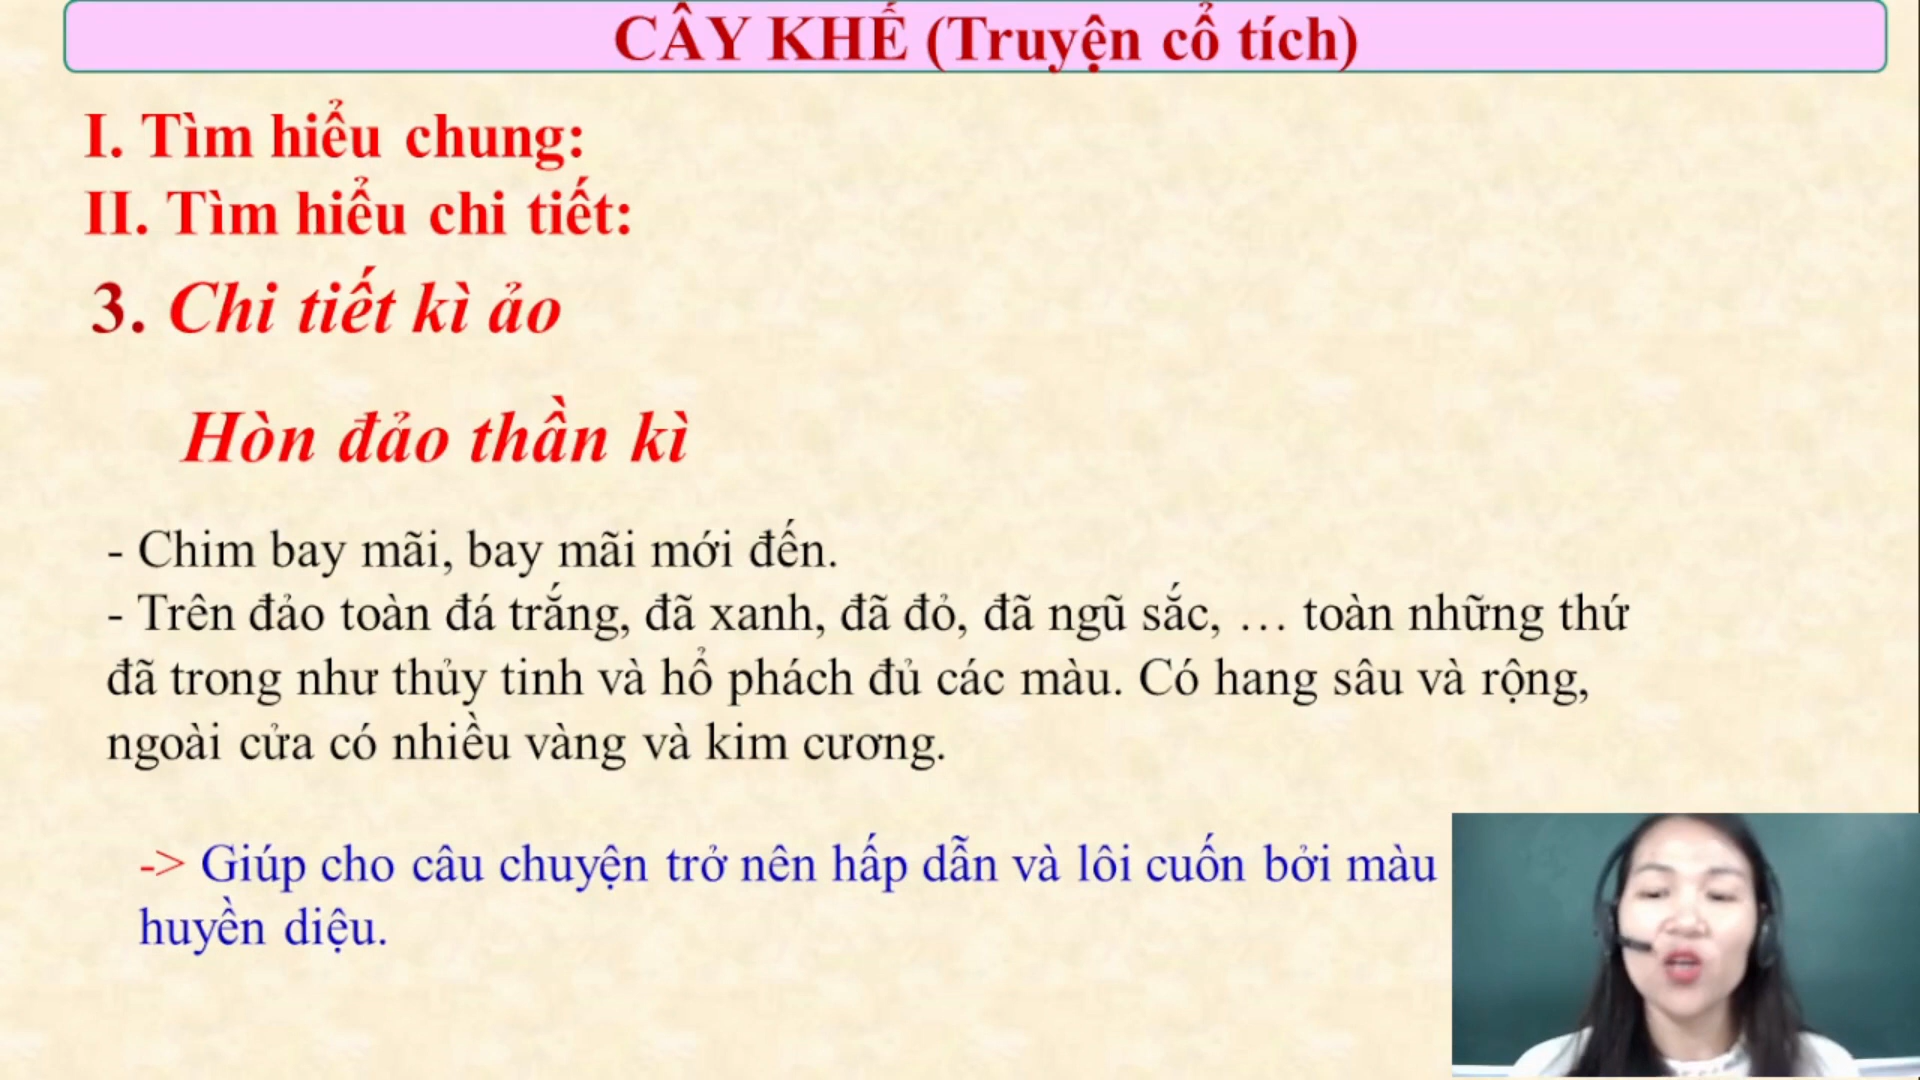 CÂY KHẾ (Truyện cổ tích)
I. Tìm hiểu chung:
II. Tìm hiểu chi tiết:
3. Chi tiết kì ảo
Hòn đảo thần kì
- Chim bay mãi, bay mãi mới đến.
- Trên đảo toàn đá trắng, đã xanh, đã đỏ, đã ngũ sắc, … toàn những thứ
đã trong như thủy tinh và hổ phách đủ các màu. Có hang sâu và rộng,
ngoài cửa có nhiều vàng và kim cương.
-> Giúp cho câu chuyện trở nên hấp dẫn và lôi cuốn bởi màu
huyền diệu.